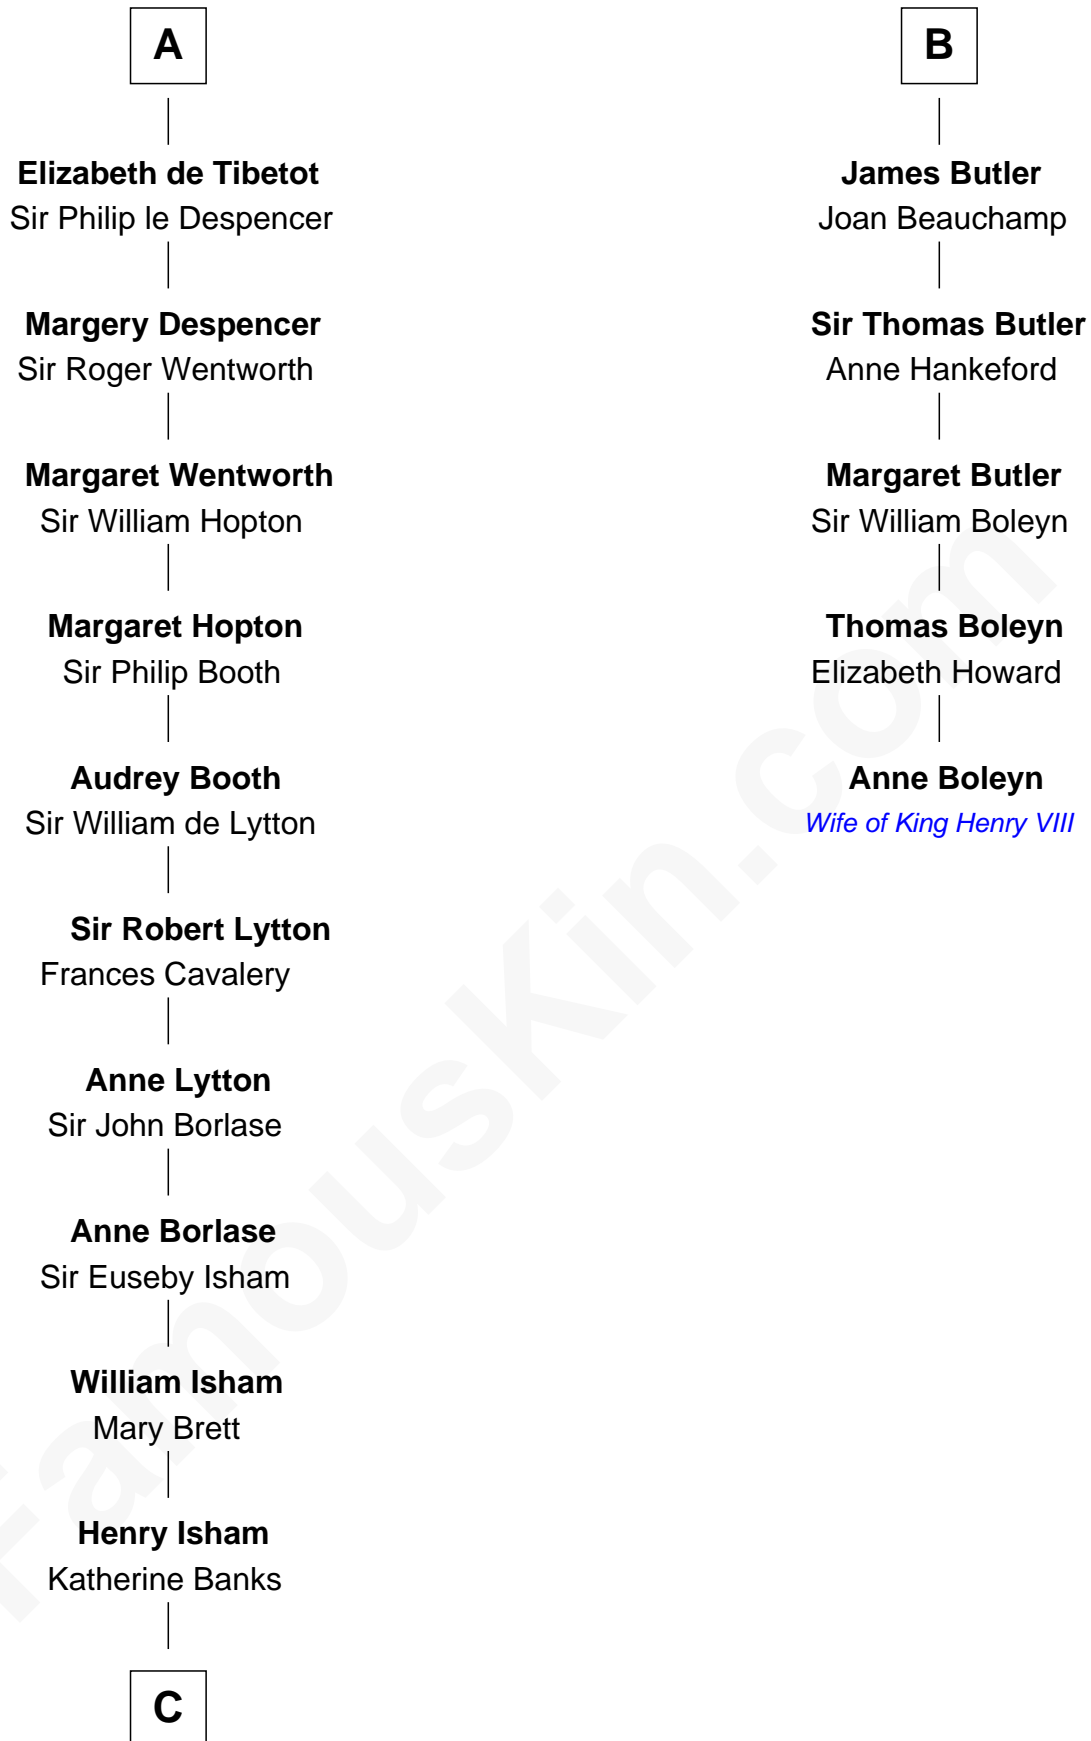 A
Elizabeth de Tibetot
Sir Philip le Despencer
Margery Despencer
Sir Roger Wentworth
Margaret Wentworth
Sir William Hopton
Margaret Hopton
Sir Philip Booth
Audrey Booth
Sir William de Lytton
Sir Robert Lytton
Frances Cavalery
Anne Lytton
Sir John Borlase
Anne Borlase
Sir Euseby Isham
William Isham
Mary Brett
Henry Isham
Katherine Banks
C
B
James Butler
Joan Beauchamp
Sir Thomas Butler
Anne Hankeford
Margaret Butler
Sir William Boleyn
Thomas Boleyn
Elizabeth Howard
Anne Boleyn
Wife of King Henry VIII
FamousKin.com